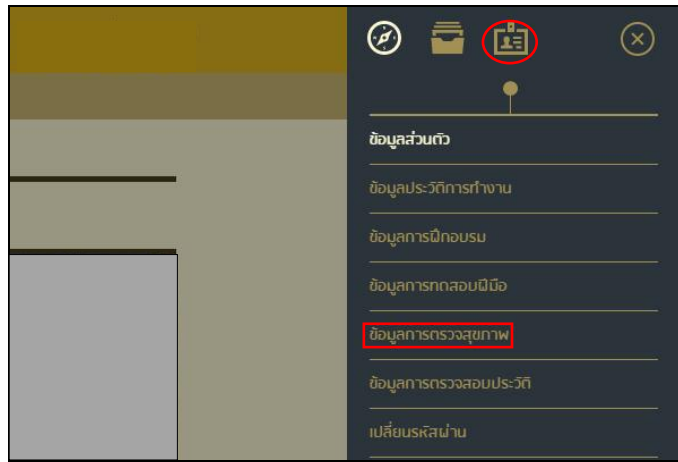 ข้อมูลส่วนตัว
ข้อมูลประวัติการทำงาน
ข้อมูลการฝึกอบรม
ข้อมูลการทดสอบฝีมือ
ข้อมูลการตรวจสุขภาพ
ข้อมูลการตรวจสอบประวัติ
เปลี่ยนรหัสผ่าน